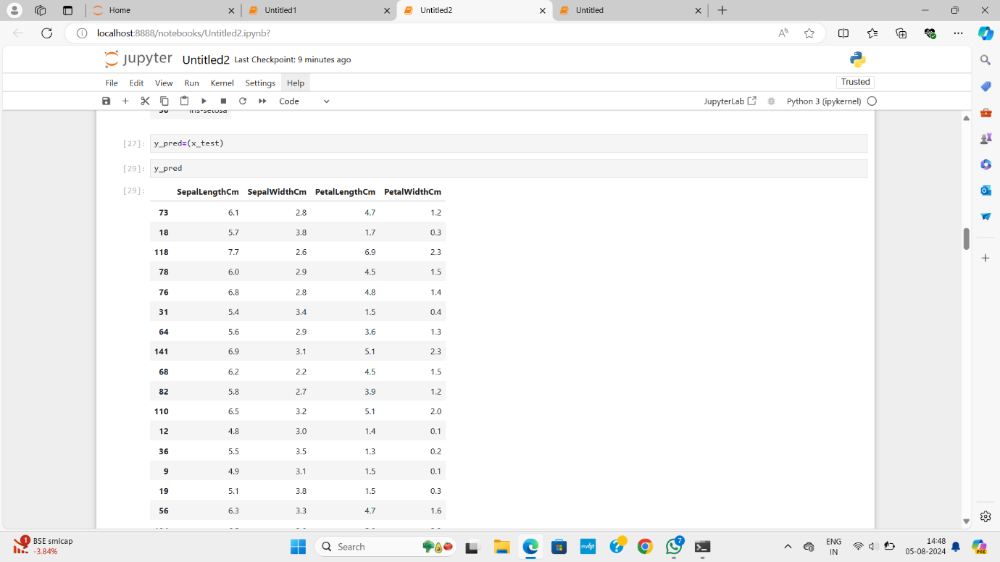 Home
Untitled1
Untitled2
Untitled
localhost:8888/notebooks/Untitled2.ipynb?
jupyter Untitled2 Last Checkpoint: 9 minutes ago
File Edit View Run Kernel Settings Help
Trusted
Code
JupyterLab
Python 3 (ipykernel)
50 Iris-setosa
[27]: y_pred=(x_test)
[29]: y_pred
[29]: SepalLengthCm SepalWidthCm PetalLengthCm PetalWidthCm
73 6.1 2.8 4.7 1.2
18 5.7 3.8 1.7 0.3
118 7.7 2.6 6.9 2.3
78 6.0 2.9 4.5 1.5
76 6.8 2.8 4.8 1.4
31 5.4 3.4 1.5 0.4
64 5.6 2.9 3.6 1.3
141 6.9 3.1 5.1 2.3
68 6.2 2.2 4.5 1.5
82 5.8 2.7 3.9 1.2
110 6.5 3.2 5.1 2.0
12 4.8 3.0 1.4 0.1
36 5.5 3.5 1.3 0.2
9 4.9 3.1 1.5 0.1
19 5.1 3.8 1.5 0.3
56 6.3 3.3 4.7 1.6
1
BSE smlcap
-3.84%
Search
myhp
7
PRE
ENG
IN
14:48
05-08-2024